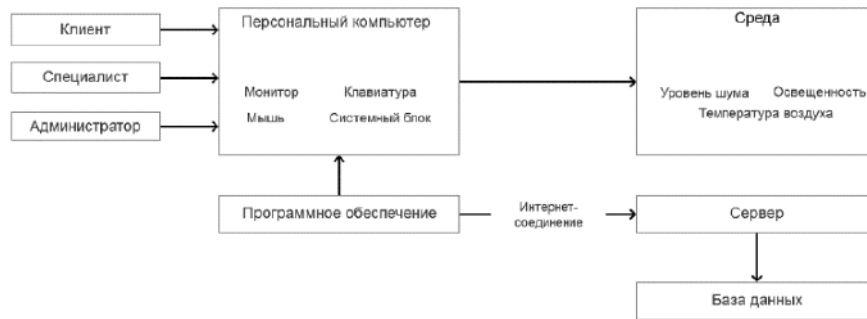 Клиент
Специалист
Администратор
Персональный компьютер
Монитор Клавиатура
Мышь Системный блок
Среда
Уровень шума Освещенность
Температура воздуха
Программное обеспечение
Интернет-
соединение
Сервер
База данных